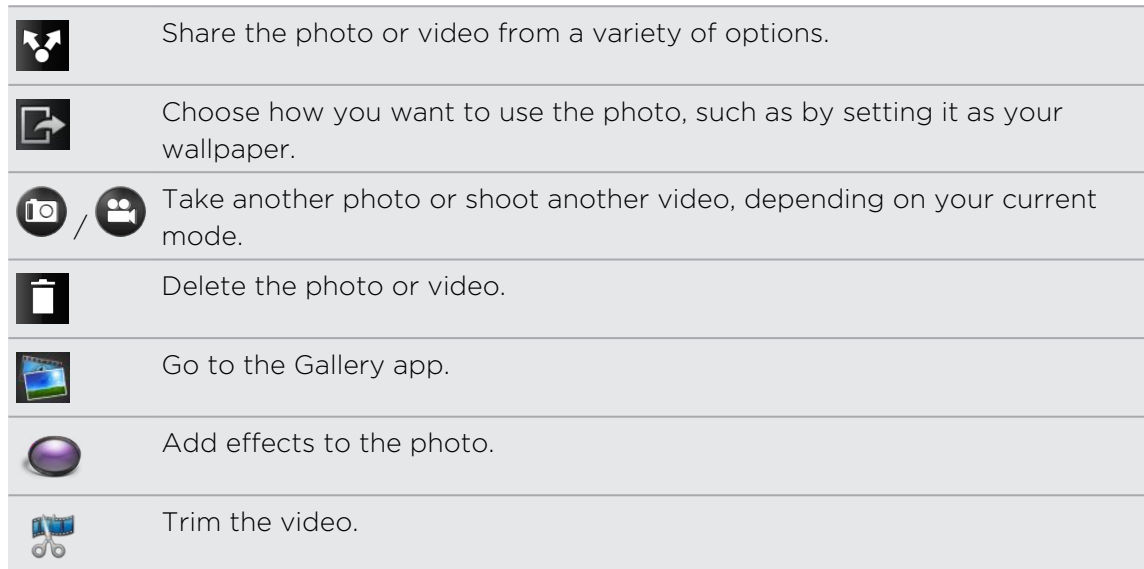 Share the photo or video from a variety of options.
Choose how you want to use the photo, such as by setting it as your
wallpaper.
/ Take another photo or shoot another video, depending on your current
mode.
Delete the photo or video.
Go to the Gallery app.
Add effects to the photo.
Trim the video.